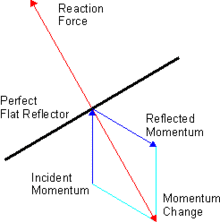 Reaction
Force
Perfect
Flat Reflector
Reflected
Momentum
Incident
Momentum
Momentum
Change